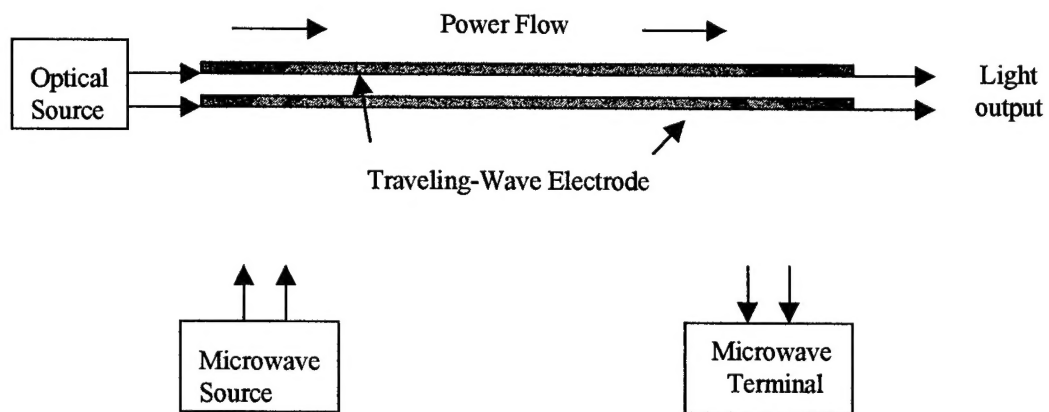 Power Flow
Optical
Source
Light
output
Traveling-Wave Electrode
Microwave
Source
Microwave
Terminal